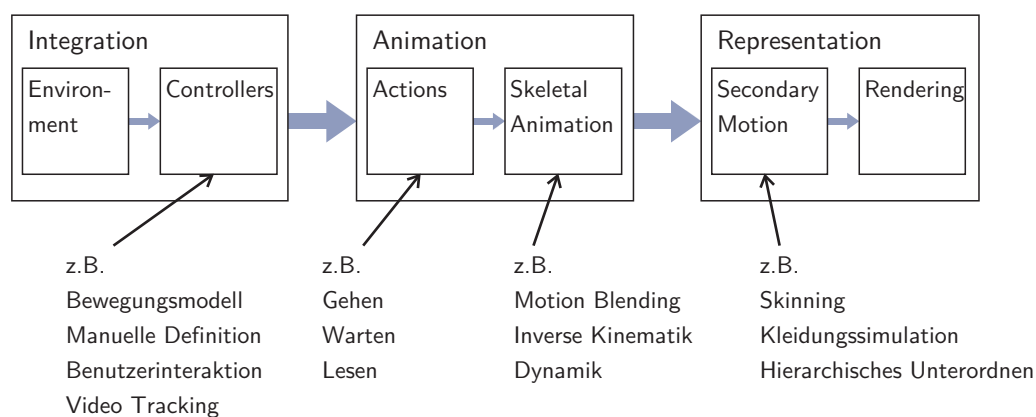 Integration
Environ-
ment
Controllers
Animation
Actions
Skeletal
Animation
Representation
Secondary
Motion
Rendering
z.B.
Bewegungsmodell
Manuelle Definition
Benutzerinteraktion
Video Tracking
z.B.
Gehen
Warten
Lesen
z.B.
Motion Blending
Inverse Kinematik
Dynamik
z.B.
Skinning
Kleidungssimulation
Hierarchisches Unterordnen